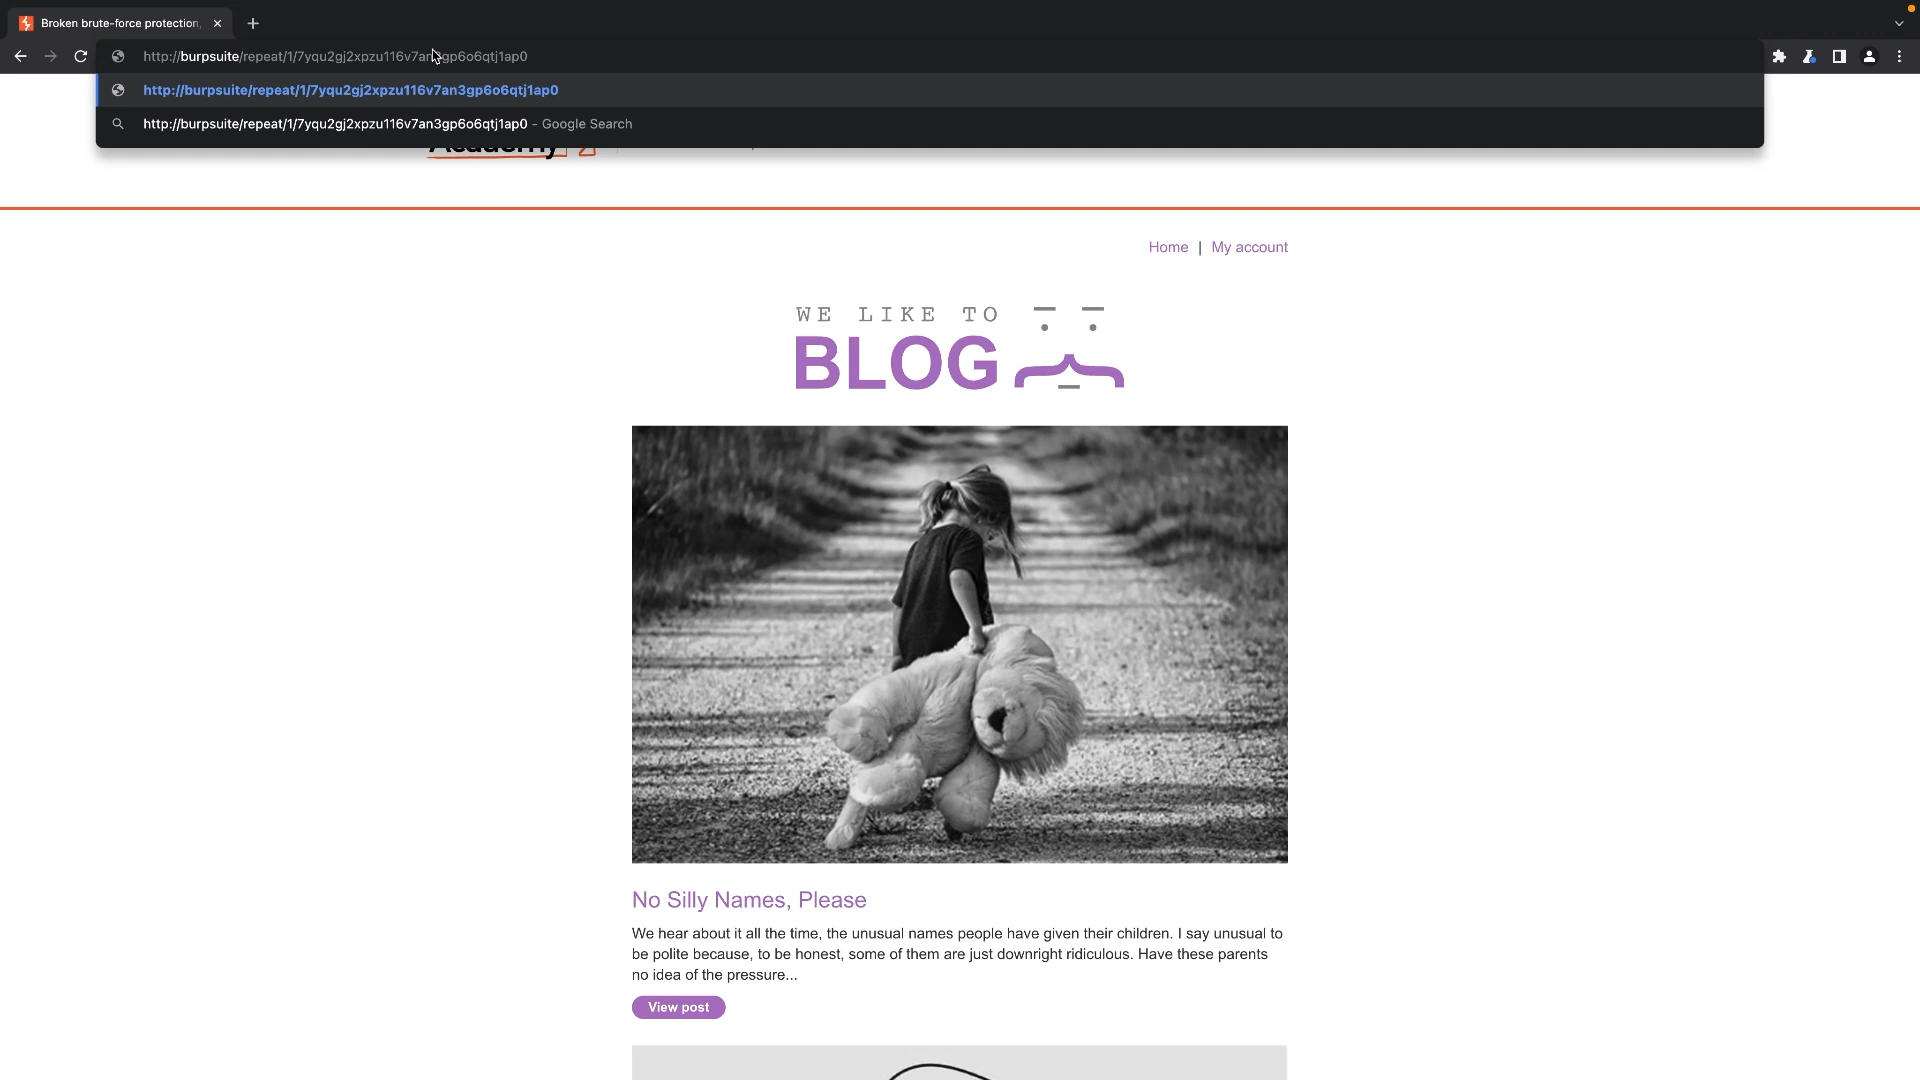 Broken brute-force protection,
http://burpsuite/repeat/1/7yqu2gj2xpzu116v7an3gp6o6qtj1ap0
http://burpsuite/repeat/1/7yqu2gj2xpzu116v7an3gp6o6qtj1ap0
http://burpsuite/repeat/1/7yqu2gj2xpzu116v7an3gp6o6qtj1ap0 - Google Search
Academy
Home | My account
WE LIKE TO
BLOG
No Silly Names, Please
We hear about it all the time, the unusual names people have given their children. I say unusual to
be polite because, to be honest, some of them are just downright ridiculous. Have these parents
no idea of the pressure...
View post